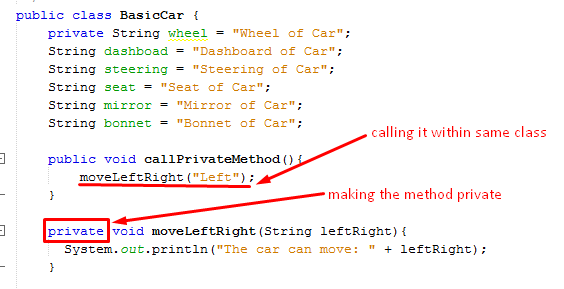 public class BasicCar {
private String wheel = "Wheel of Car";
String dashboad = "Dashboard of Car";
String steering = "Steering of Car";
String seat = "Seat of Car";
String mirror = "Mirror of Car";
String bonnet = "Bonnet of Car";
calling it within same class
public void callPrivateMethod(){
moveLeftRight("Left");
}
making the method private
private void moveLeftRight(String leftRight){
System.out.println("The car can move: " + leftRight);
}